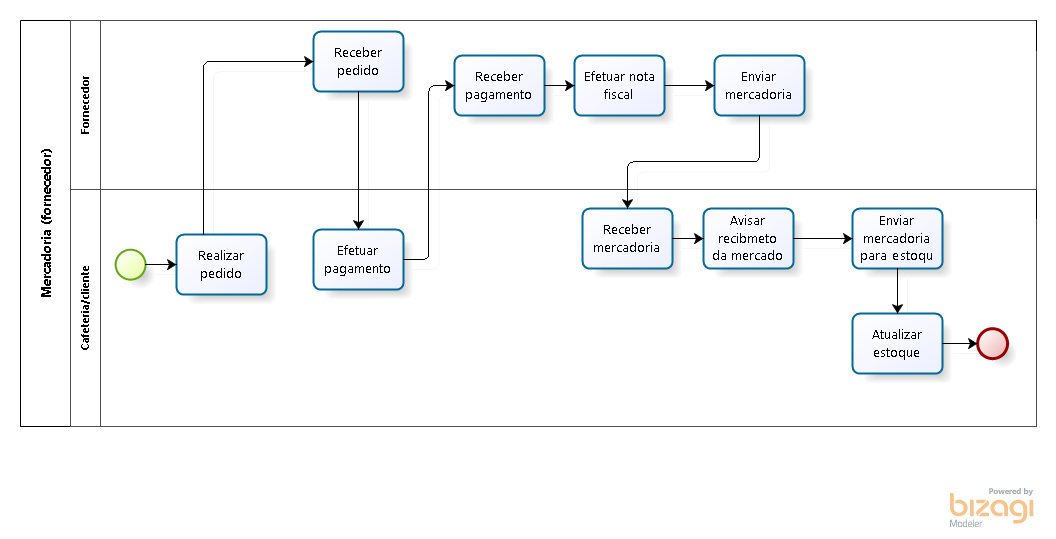 Mercadoria (fornecedor)
Fornecedor
Receber
pedido
Receber
pagamento
Efetuar nota
fiscal
Enviar
mercadoria
Cafeteria/cliente
Realizar
pedido
Efetuar
pagamento
Receber
mercadoria
Avisar
recibmeto
da mercado
Enviar
mercadoria
para estoqu
Atualizar
estoque
Powered by
bizagi
Modeler